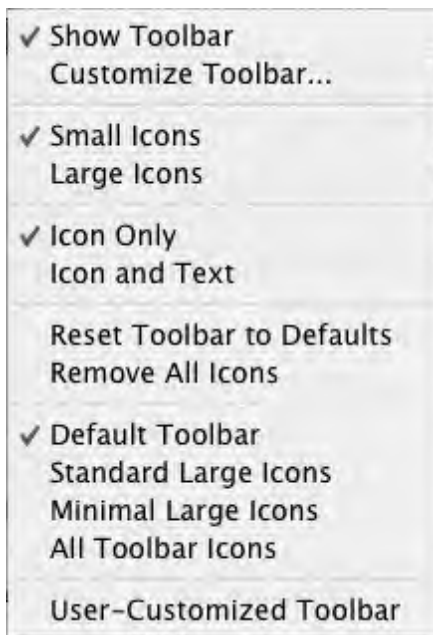 ✓ Show Toolbar
Customize Toolbar...
✓ Small Icons
Large Icons
✓ Icon Only
Icon and Text
Reset Toolbar to Defaults
Remove All Icons
✓ Default Toolbar
Standard Large Icons
Minimal Large Icons
All Toolbar Icons
User-Customized Toolbar